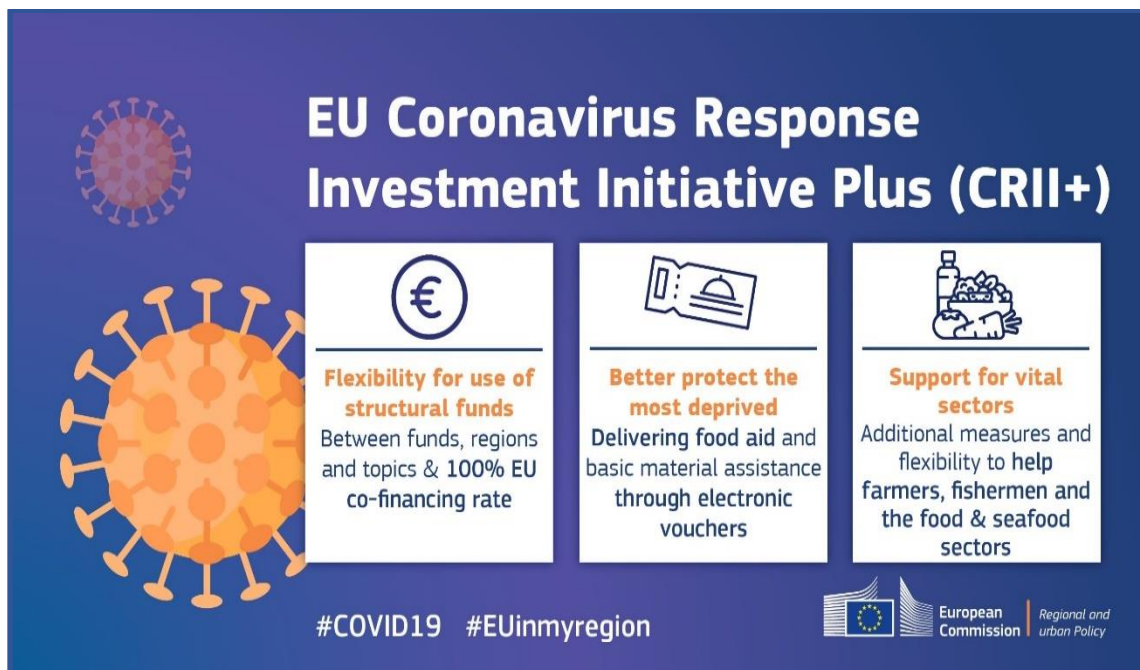 EU Coronavirus Response
Investment Initiative Plus (CRII+)
Flexibility for use of
structural funds
Between funds, regions
and topics & 100% EU
co-financing rate
Better protect the
most deprived
Delivering food aid and
basic material assistance
through electronic
vouchers
Support for vital
sectors
Additional measures and
flexibility to help
farmers, fishermen and
the food & seafood
sectors
#COVID19 #EUinmyregion
European
Commission
Regional and
urban Policy